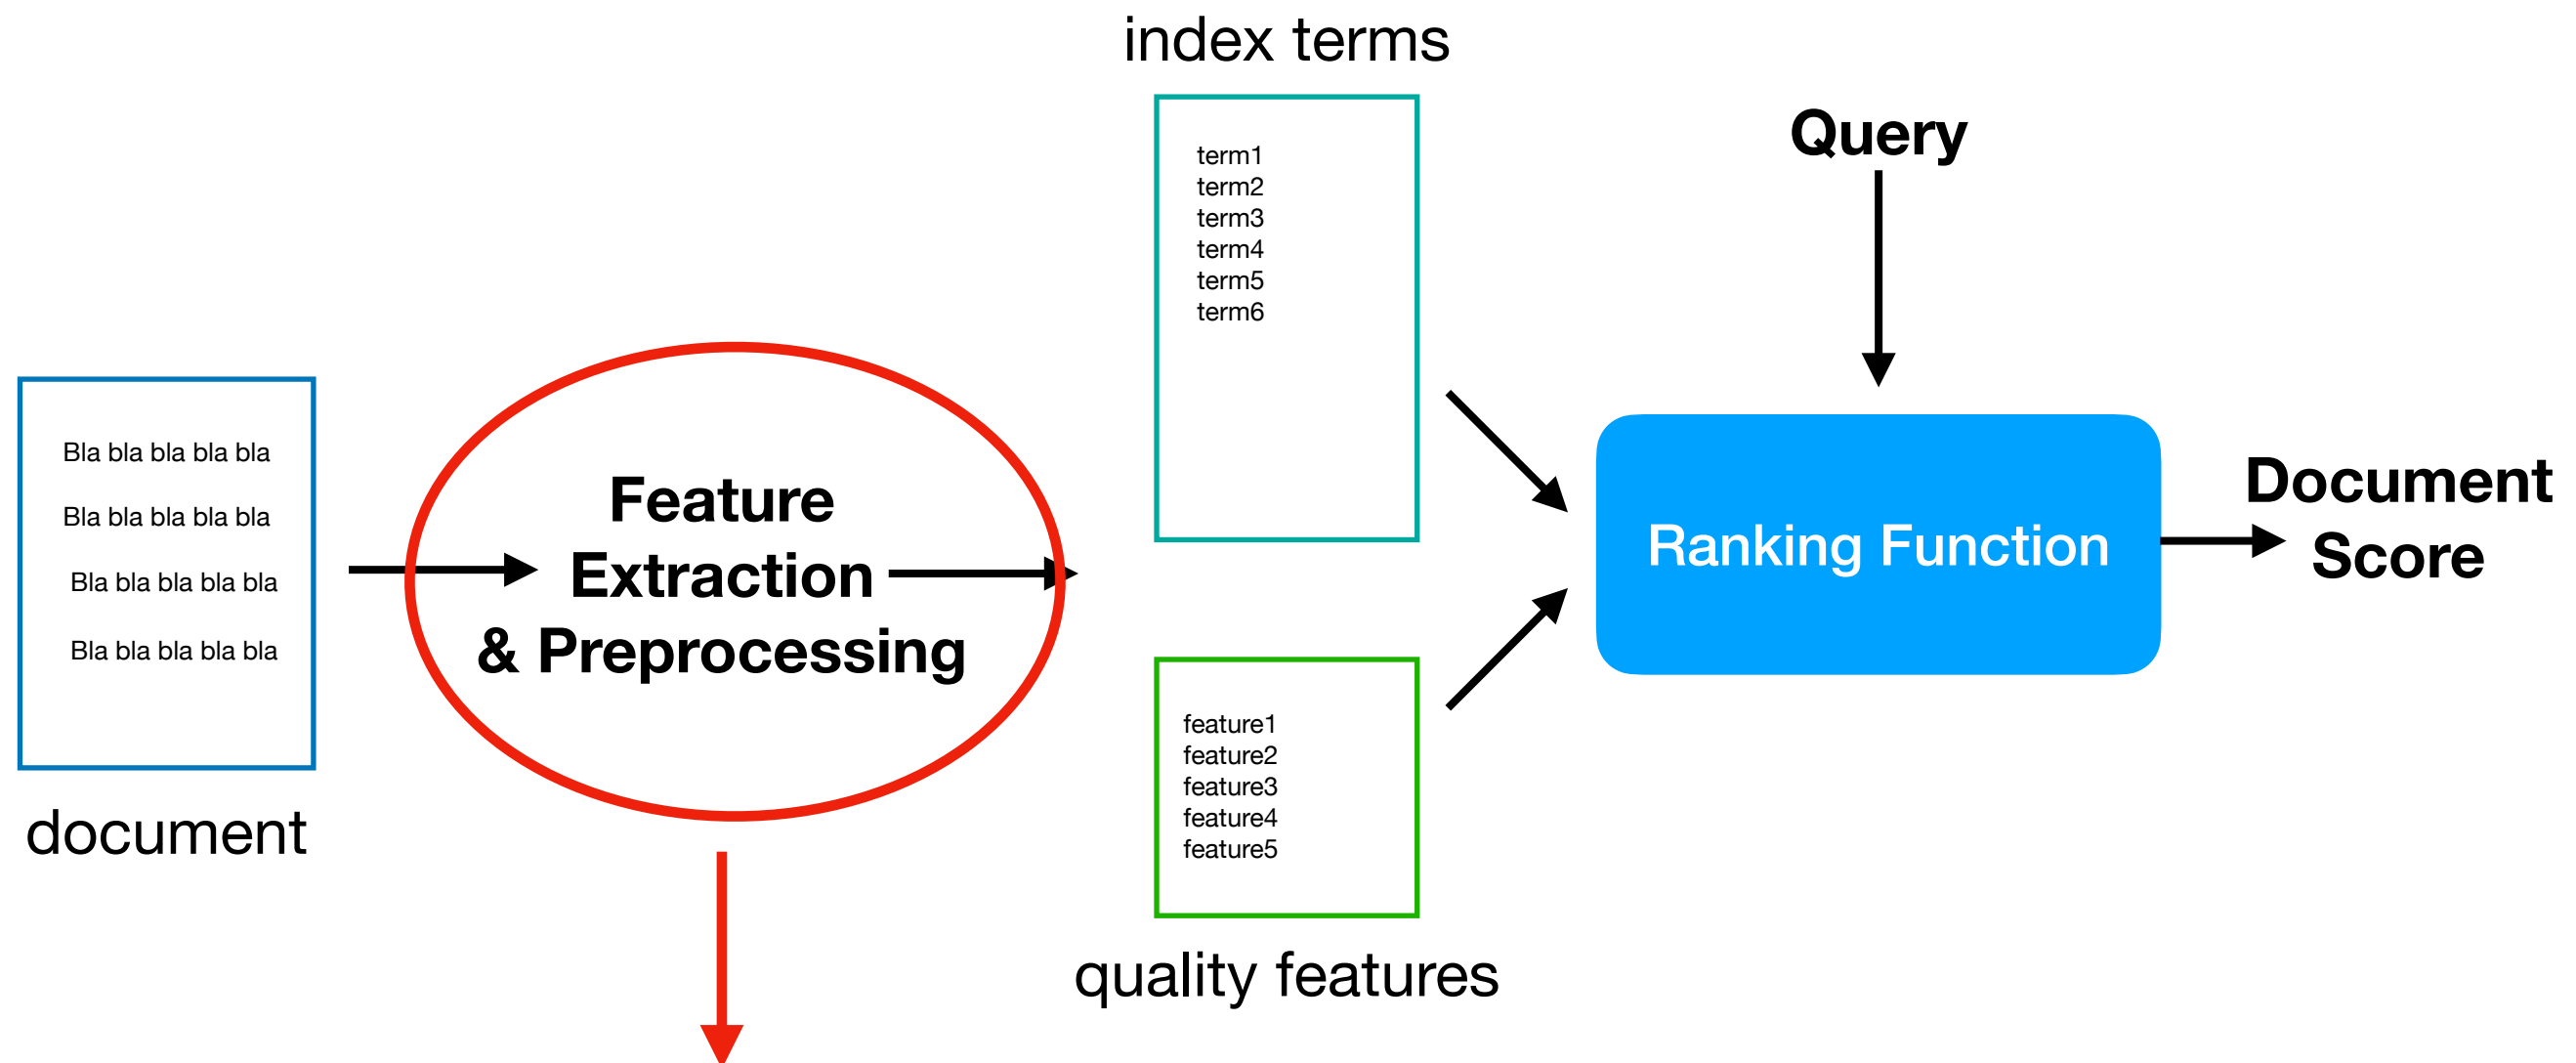 index terms
term1
term2
term3
term4
term5
term6
Query
Bla bla bla bla bla
Bla bla bla bla bla
Bla bla bla bla bla
Bla bla bla bla bla
document
Feature
Extraction
& Preprocessing
feature1
feature2
feature3
feature4
feature5
quality features
Ranking Function
Document
Score